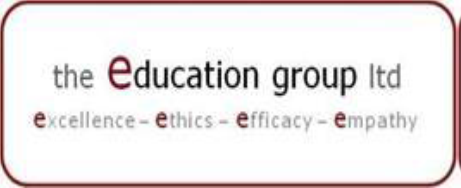 the education group ltd
excellence – ethics – efficacy – empathy